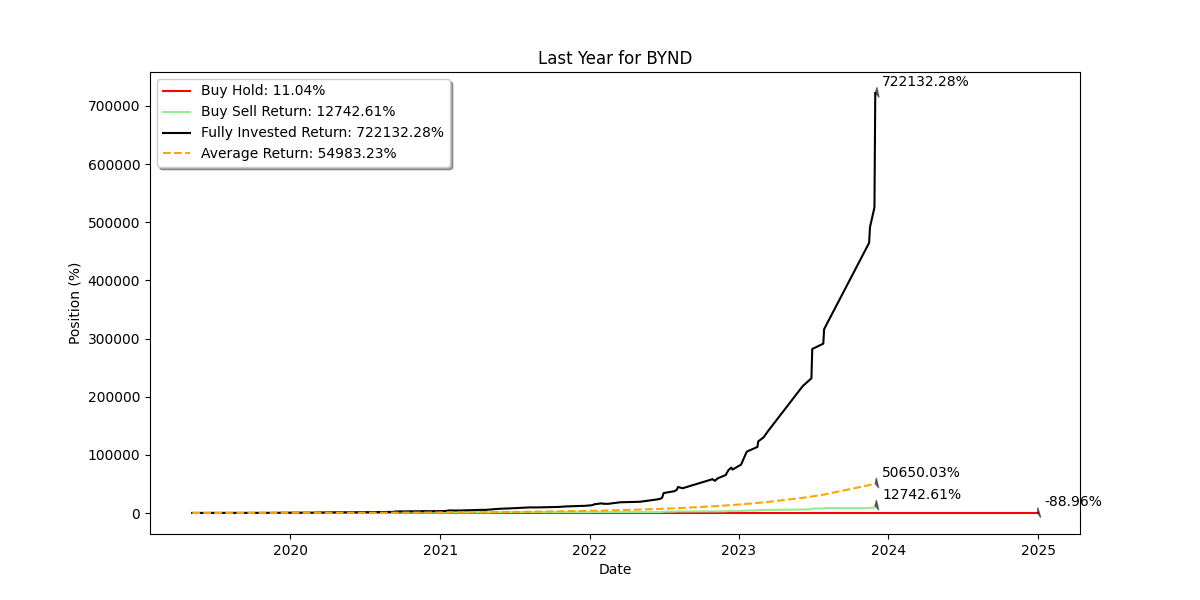 Last Year for BYND
Buy Hold: 11.04%
Buy Sell Return: 12742.61%
Fully Invested Return: 722132.28%
Average Return: 54983.23%
722132.28%
50650.03%
12742.61%
-88.96%
Position (%)
700000
600000
500000
400000
300000
200000
100000
0
2020 2021 2022 2023 2024 2025
Date